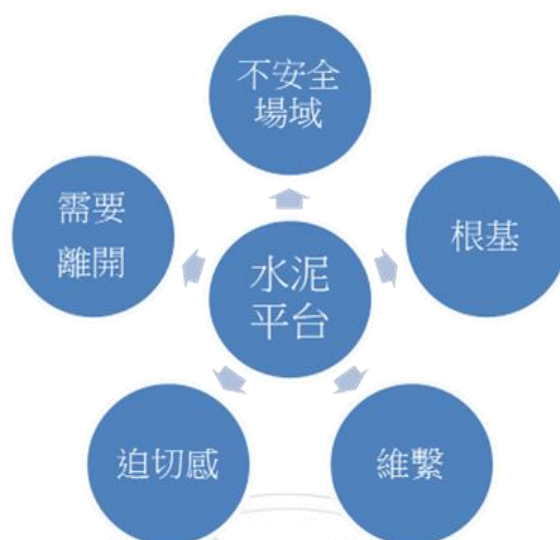 不安全
場域
需要
離開
根基
水泥
平台
迫切感
維繫